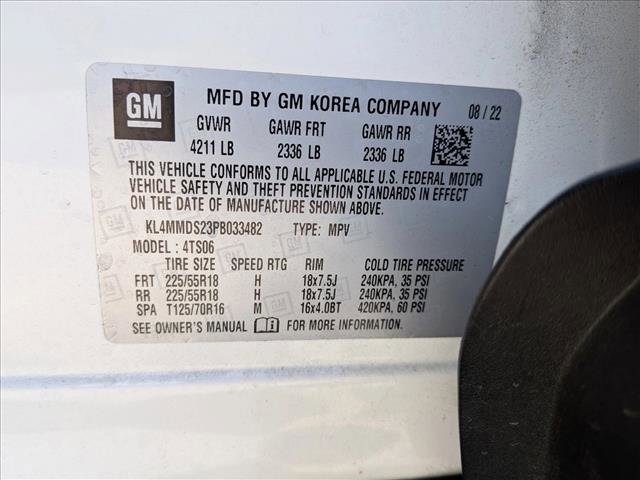 GM MFD BY GM KOREA COMPANY 08 / 22
GVWR GAWR FRT GAWR RR
4211 LB 2336 LB 2336 LB
THIS VEHICLE CONFORMS TO ALL APPLICABLE U.S. FEDERAL MOTOR
VEHICLE SAFETY AND THEFT PREVENTION STANDARDS IN EFFECT
ON THE DATE OF MANUFACTURE SHOWN ABOVE.
KL4MMDS23PB033482 TYPE: MPV
MODEL : 4TS06
TIRE SIZE SPEED RTG RIM COLD TIRE PRESSURE
FRT 225/55R18 H 18x7.5J 240KPA, 35 PSI
RR 225/55R18 H 18x7.5J 240KPA, 35 PSI
SPA T125/70R16 M 16x4.0BT 420KPA, 60 PSI
SEE OWNER'S MANUAL i FOR MORE INFORMATION.